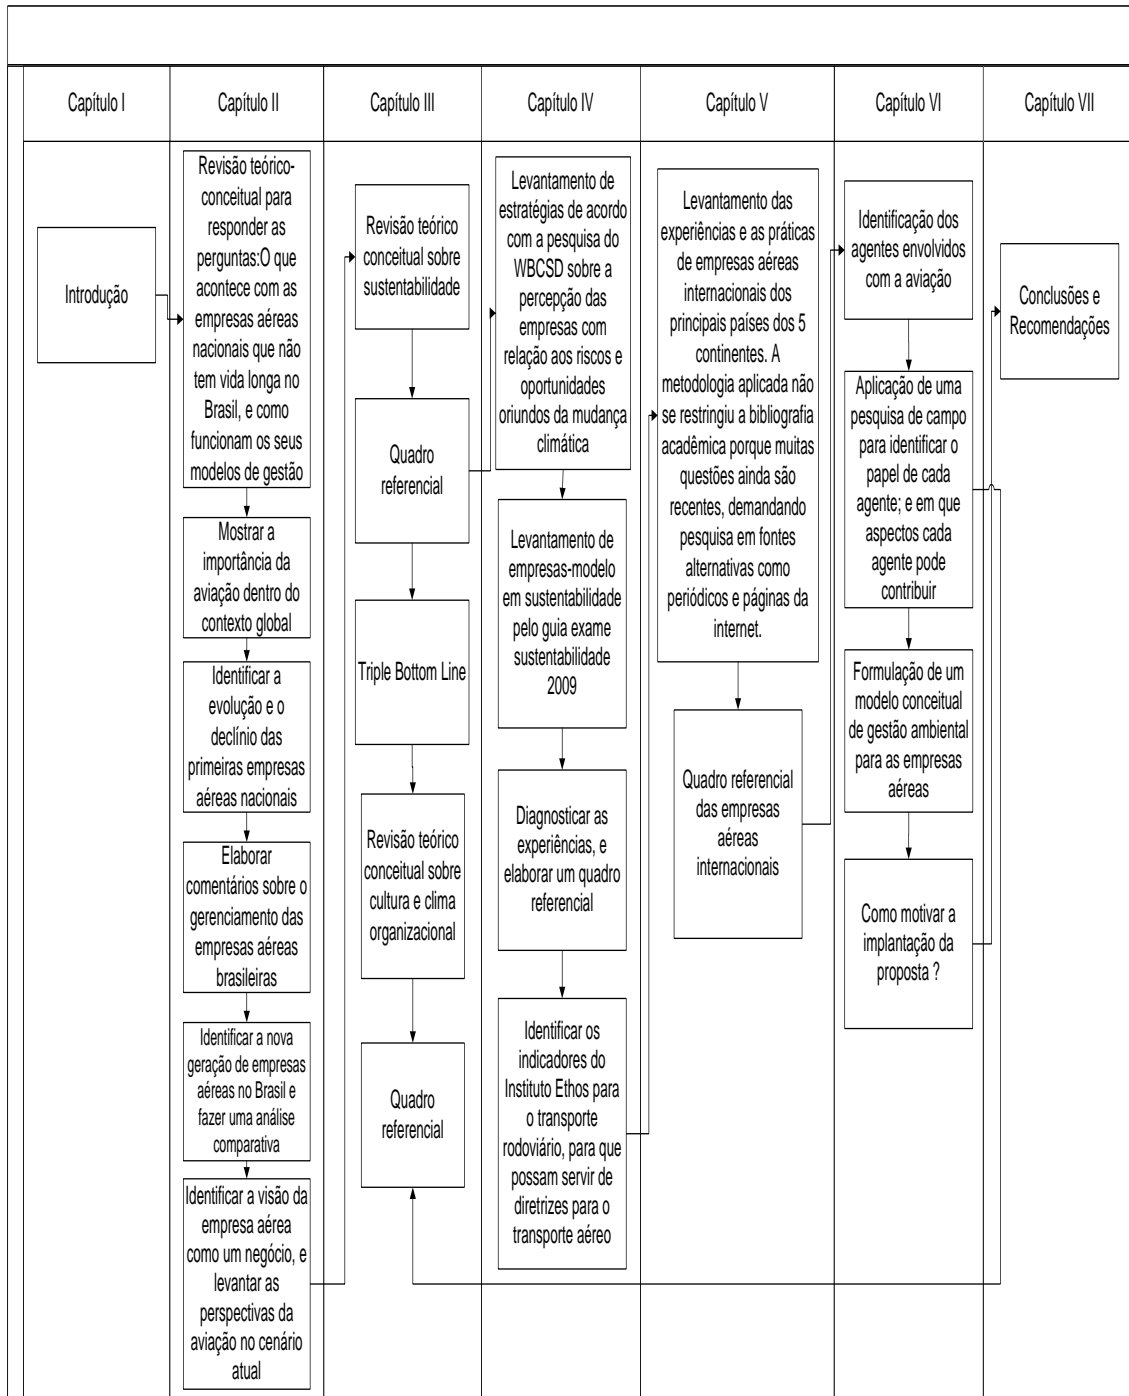 Capítulo I
Capítulo II
Capítulo III
Capítulo IV
Capítulo V
Capítulo VI
Capítulo VII
Introdução
Revisão teórico-
conceitual para
responder as
perguntas:O que
acontece com as
empresas aéreas
nacionais que não
tem vida longa no
Brasil, e como
funcionam os seus
modelos de gestão
Mostrar a
importância da
aviação dentro do
contexto global
Identificar a
evolução e o
declínio das
primeiras empresas
aéreas nacionais
Elaborar
comentários sobre o
gerenciamento das
empresas aéreas
brasileiras
Identificar a nova
geração de empresas
aéreas no Brasil e
fazer uma análise
comparativa
Identificar a visão da
empresa aérea
como um negócio, e
levantar as
perspectivas da
aviação no cenário
atual
Revisão teórico
conceitual sobre
sustentabilidade
Quadro
referencial
Triple Bottom Line
Revisão teórico
conceitual sobre
cultura e clima
organizacional
Quadro
referencial
Levantamento de
estratégias de acordo
com a pesquisa do
WBCSD sobre a
percepção das
empresas com
relação aos riscos e
oportunidades
oriundos da mudança
climática
Levantamento de
empresas-modelo
em sustentabilidade
pelo guia exame
sustentabilidade
2009
Diagnosticar as
experiências, e
elaborar um quadro
referencial
Identificar os
indicadores do
Instituto Ethos para
o transporte
rodoviário, para que
possam servir de
diretrizes para o
transporte aéreo
Levantamento das
experiências e as práticas
de empresas aéreas
internacionais dos
principais países dos 5
continentes. A
metodologia aplicada não
se restringiu a bibliografia
acadêmica porque muitas
questões ainda são
recentes, demandando
pesquisa em fontes
alternativas como
periódicos e páginas da
internet.
Quadro referencial
das empresas
aéreas
internacionais
Identificação dos
agentes envolvidos
com a aviação
Aplicação de uma
pesquisa de campo
para identificar o
papel de cada
agente; e em que
aspectos cada
agente pode
contribuir
Formulação de um
modelo conceitual
de gestão ambiental
para as empresas
aéreas
Como motivar a
implantação da
proposta ?
Conclusões e
Recomendações